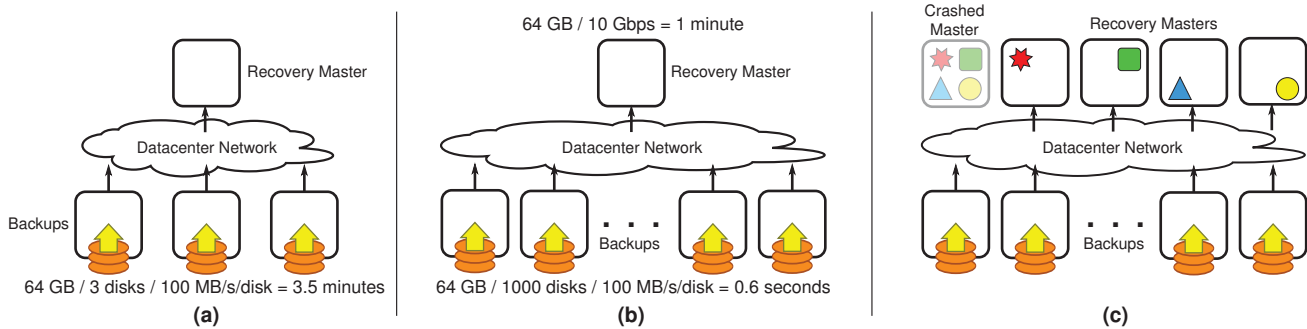 Recovery Master
Datacenter Network
Backups
64 GB / 3 disks / 100 MB/s/disk = 3.5 minutes
(a)
64 GB / 10 Gbps = 1 minute
Recovery Master
Datacenter Network
Backups
64 GB / 1000 disks / 100 MB/s/disk = 0.6 seconds
(b)
Crashed
Master
Recovery Masters
Datacenter Network
Backups
(c)